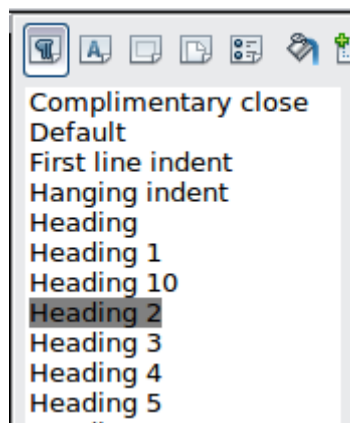 Complimentary close
Default
First line indent
Hanging indent
Heading
Heading 1
Heading 10
Heading 2
Heading 3
Heading 4
Heading 5